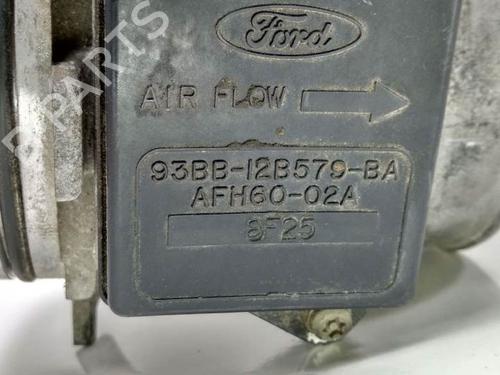 B PARTS
Ford
AIR FLOW
93BB-12B579-BA
AFH60-02A
8F25